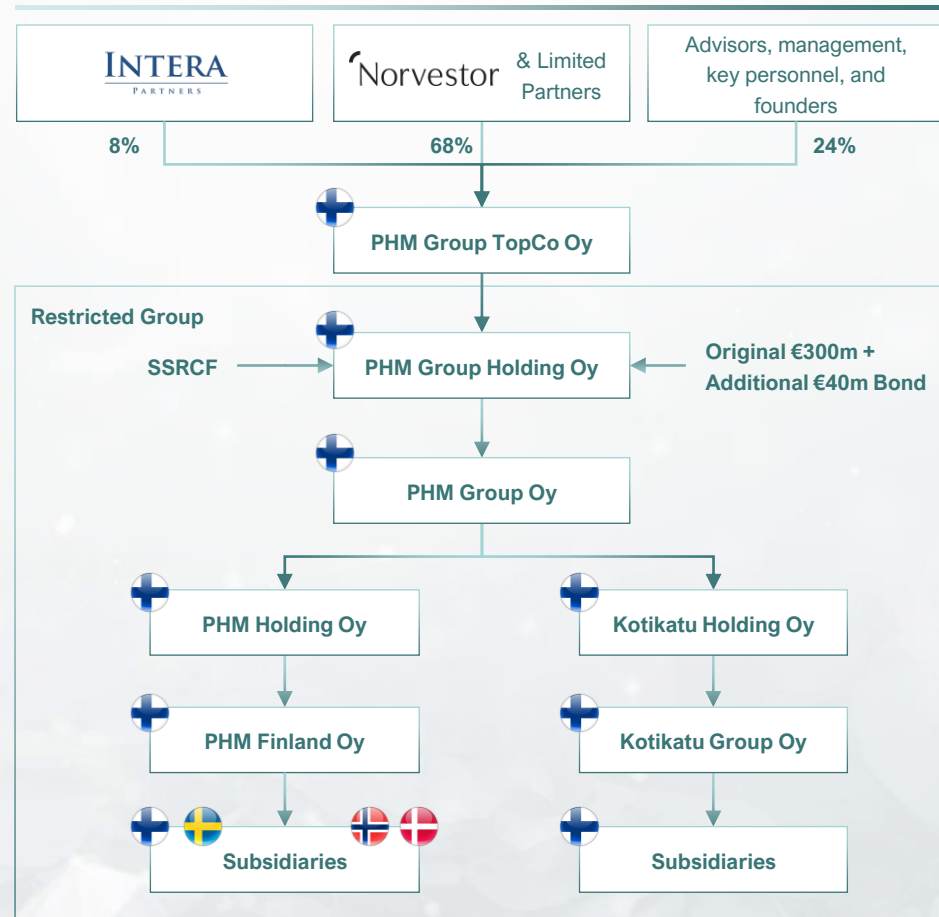 INTERA
PARTNERS
Norvestor
& Limited
Partners
Advisors, management,
key personnel, and
founders
8%
68%
24%
PHM Group TopCo Oy
Restricted Group
SSRCF
PHM Group Holding Oy
Original €300m +
Additional €40m Bond
PHM Group Oy
PHM Holding Oy
Kotikatu Holding Oy
PHM Finland Oy
Kotikatu Group Oy
Subsidiaries
Subsidiaries